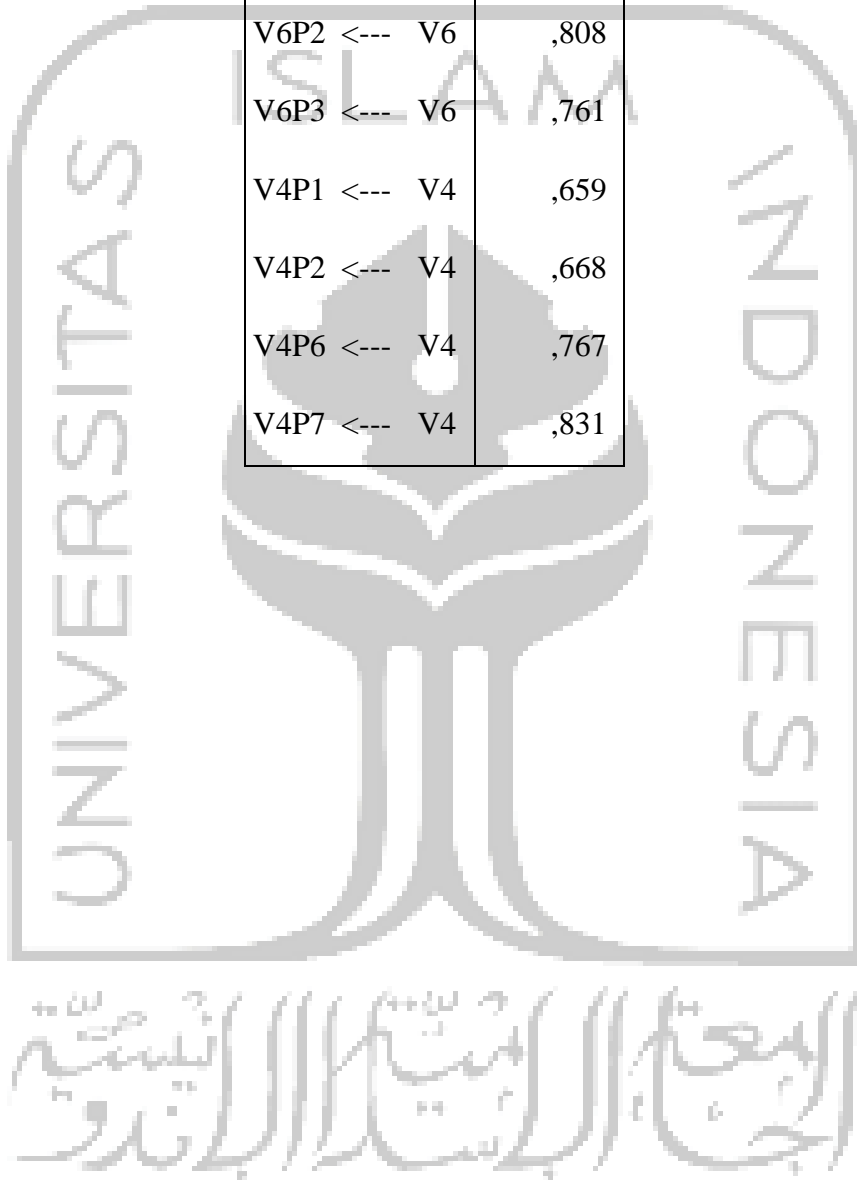 V6P2 <--- V6 ,808
V6P3 <--- V6 ,761
V4P1 <--- V4 ,659
V4P2 <--- V4 ,668
V4P6 <--- V4 ,767
V4P7 <--- V4 ,831
UNIVERSITAS
ISLAM
INDONESIA